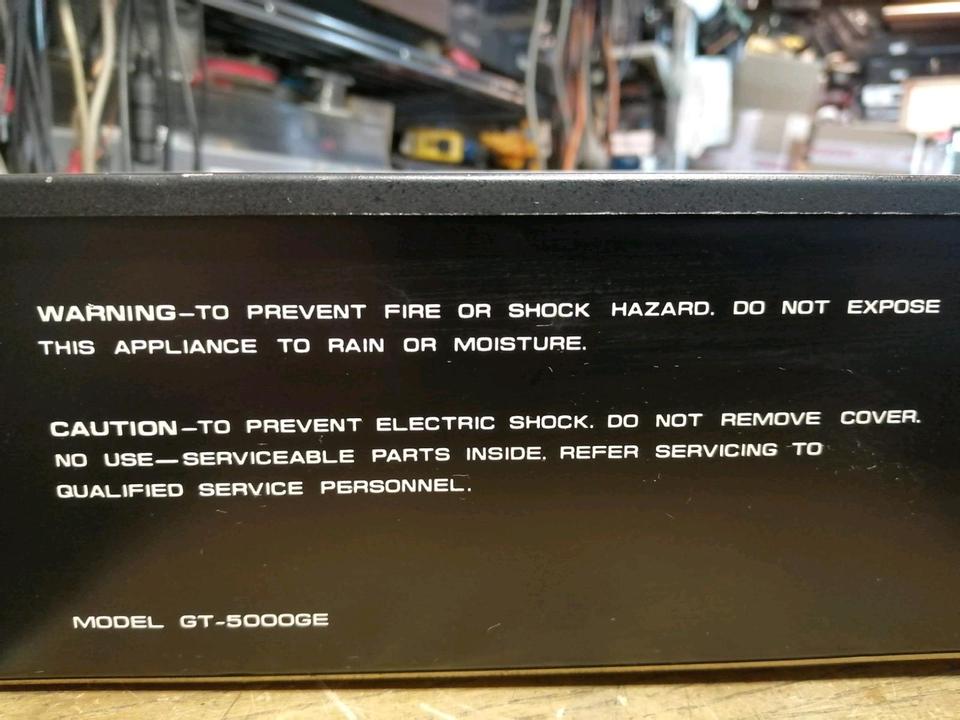 WARNING—TO PREVENT FIRE OR SHOCK HAZARD. DO NOT EXPOSE
THIS APPLIANCE TO RAIN OR MOISTURE.
CAUTION—TO PREVENT ELECTRIC SHOCK. DO NOT REMOVE COVER.
NO USE—SERVICEABLE PARTS INSIDE. REFER SERVICING TO
QUALIFIED SERVICE PERSONNEL.
MODEL GT-5000GE